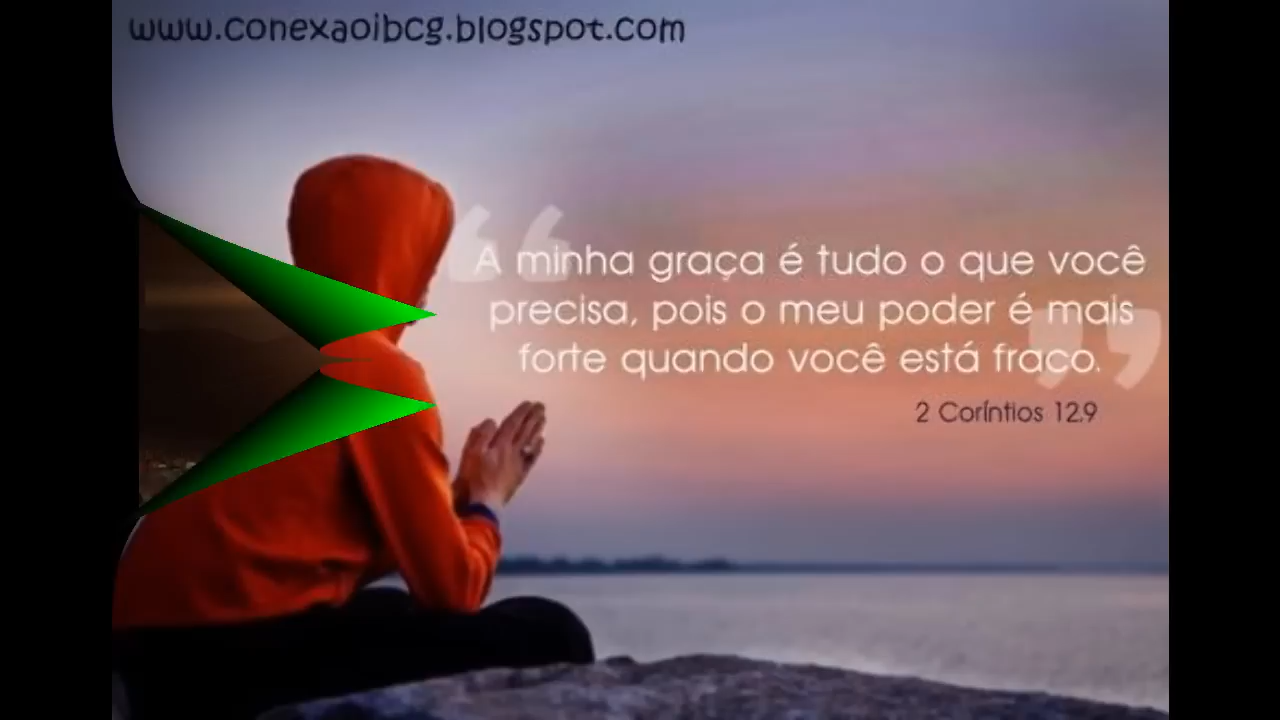 www.conexaoibcg.blogspot.com
“A minha graça é tudo o que você
precisa, pois o meu poder é mais
forte quando você está fraco.”
2 Coríntios 12.9